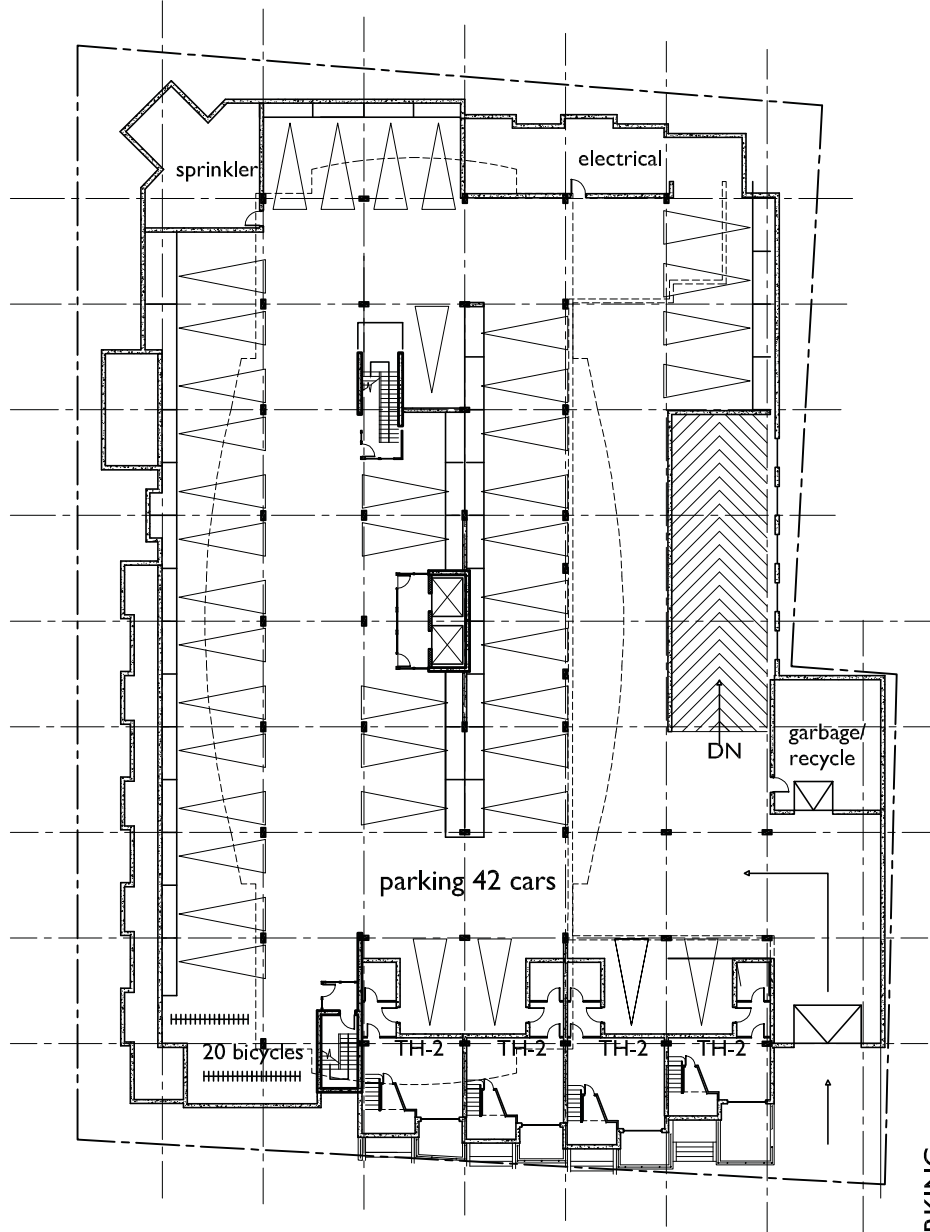 sprinkler
electrical
garbage/
recycle
DN
parking 42 cars
20 bicycles
TH-2
TH-2
TH-2
TH-2